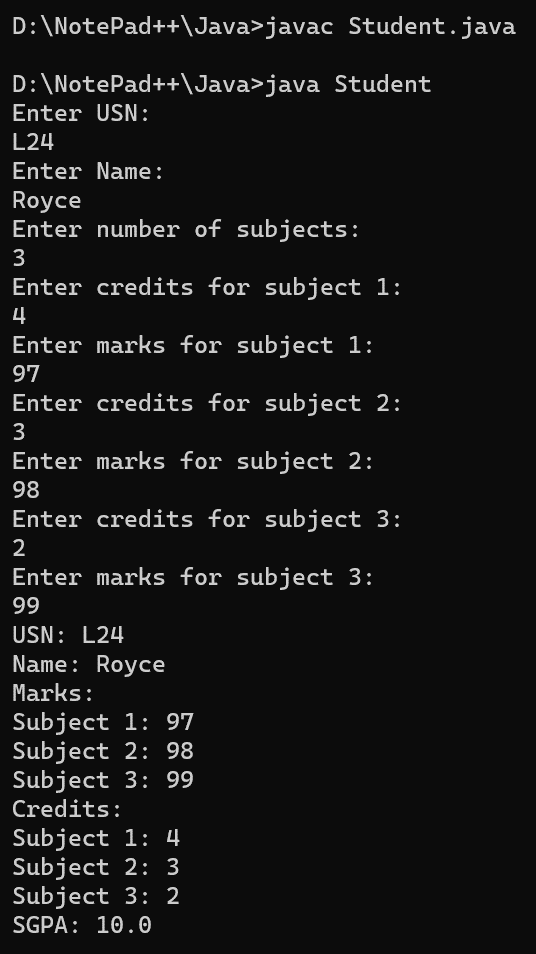 D:\NotePad++\Java>javac Student.java
D:\NotePad++\Java>java Student
Enter USN:
L24
Enter Name:
Royce
Enter number of subjects:
3
Enter credits for subject 1:
4
Enter marks for subject 1:
97
Enter credits for subject 2:
3
Enter marks for subject 2:
98
Enter credits for subject 3:
2
Enter marks for subject 3:
99
USN: L24
Name: Royce
Marks:
Subject 1: 97
Subject 2: 98
Subject 3: 99
Credits:
Subject 1: 4
Subject 2: 3
Subject 3: 2
SGPA: 10.0